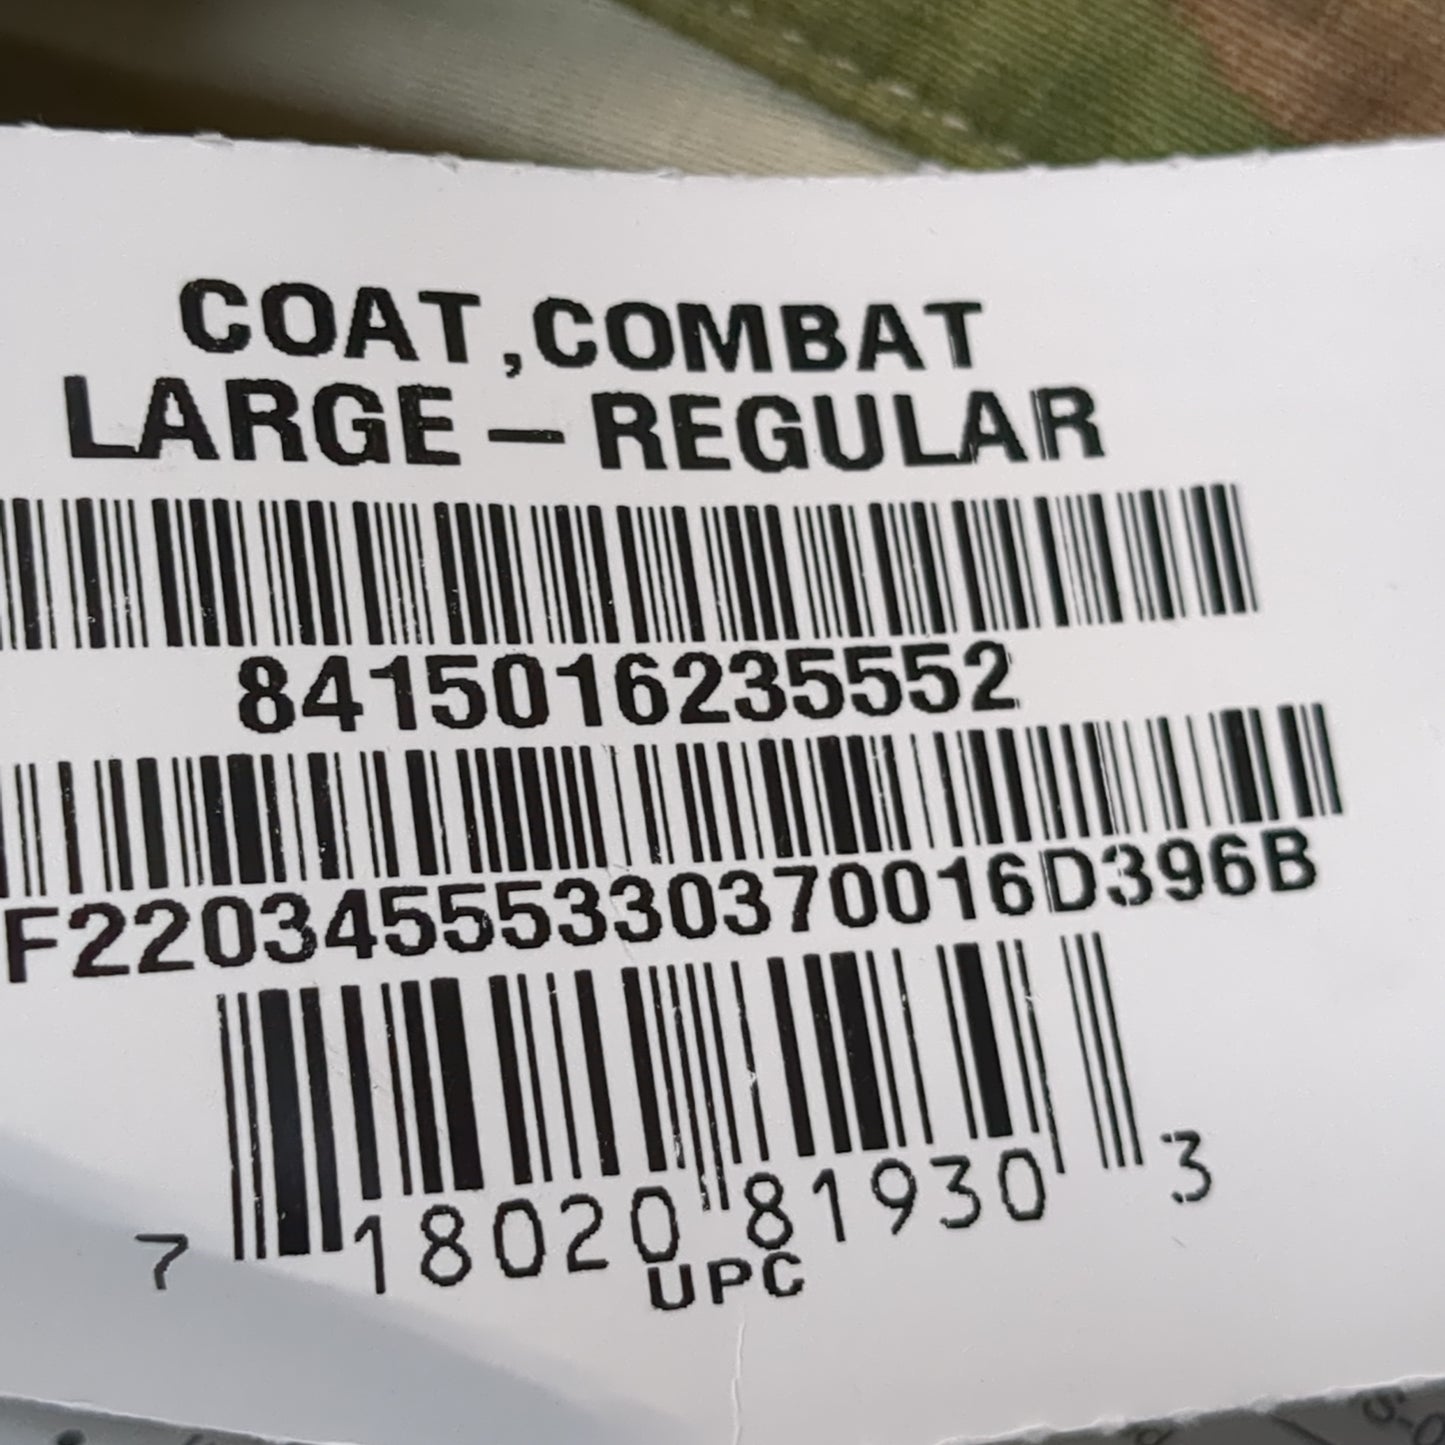 COAT,COMBAT
LARGE – REGULAR
8415016235552
F22034555330370016D396B
7 18020 81930 3
UPC